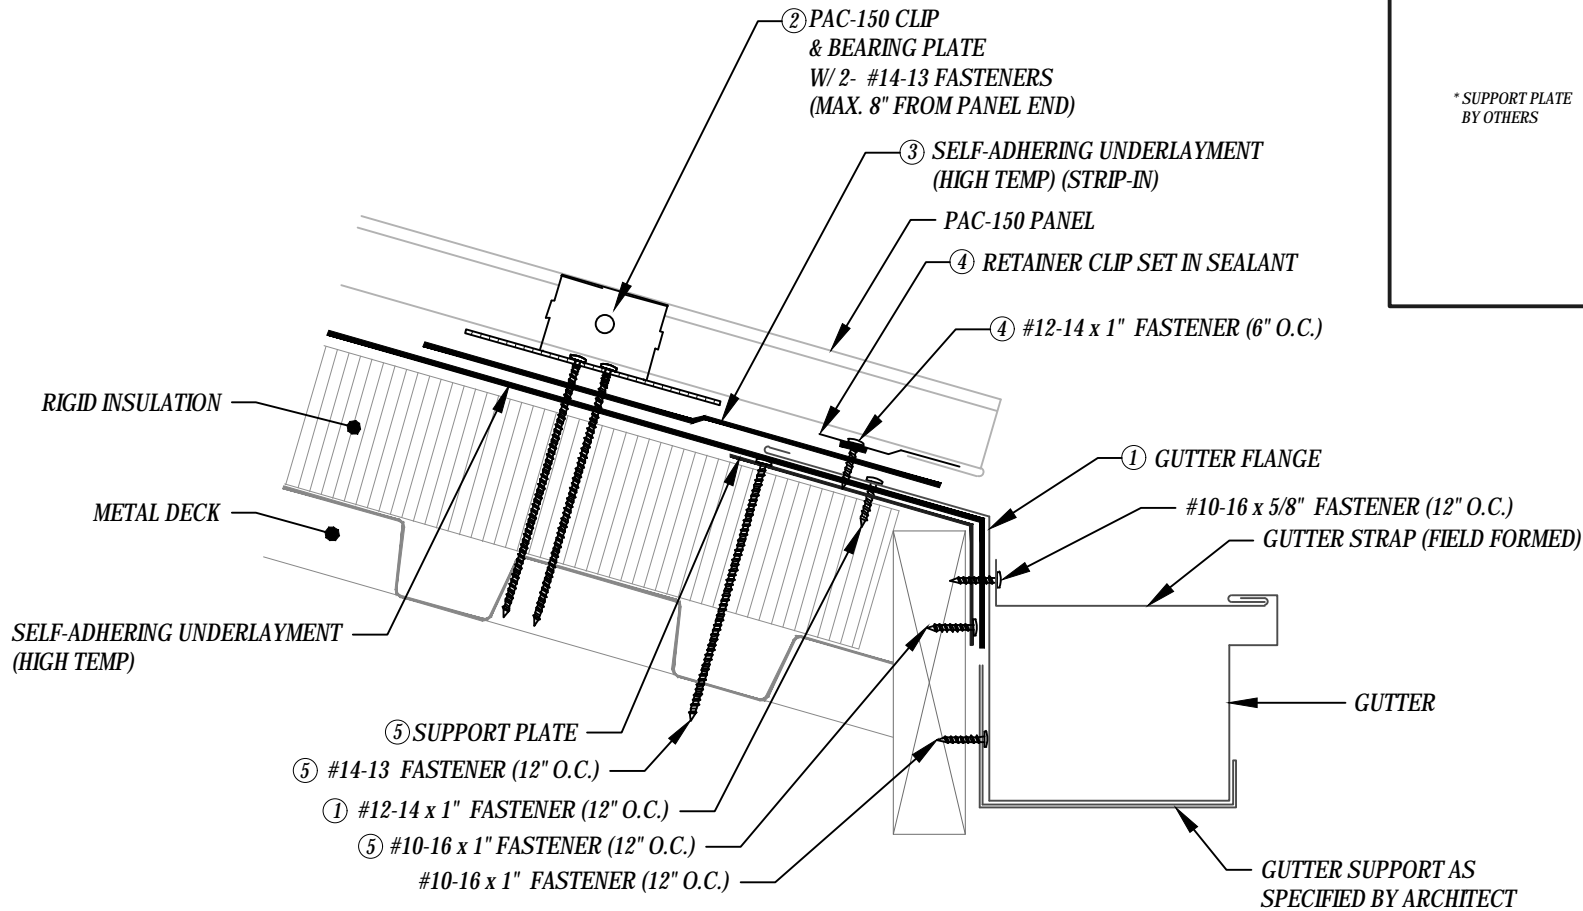 ② PAC-150 CLIP
& BEARING PLATE
W/ 2- #14-13 FASTENERS
(MAX. 8" FROM PANEL END)
* SUPPORT PLATE
BY OTHERS
③ SELF-ADHERING UNDERLAYMENT
(HIGH TEMP) (STRIP-IN)
PAC-150 PANEL
④ RETAINER CLIP SET IN SEALANT
④ #12-14 x 1" FASTENER (6" O.C.)
RIGID INSULATION
① GUTTER FLANGE
#10-16 x 5/8" FASTENER (12" O.C.)
METAL DECK
GUTTER STRAP (FIELD FORMED)
SELF-ADHERING UNDERLAYMENT
(HIGH TEMP)
GUTTER
⑤ SUPPORT PLATE
⑤ #14-13 FASTENER (12" O.C.)
① #12-14 x 1" FASTENER (12" O.C.)
⑤ #10-16 x 1" FASTENER (12" O.C.)
#10-16 x 1" FASTENER (12" O.C.)
GUTTER SUPPORT AS
SPECIFIED BY ARCHITECT